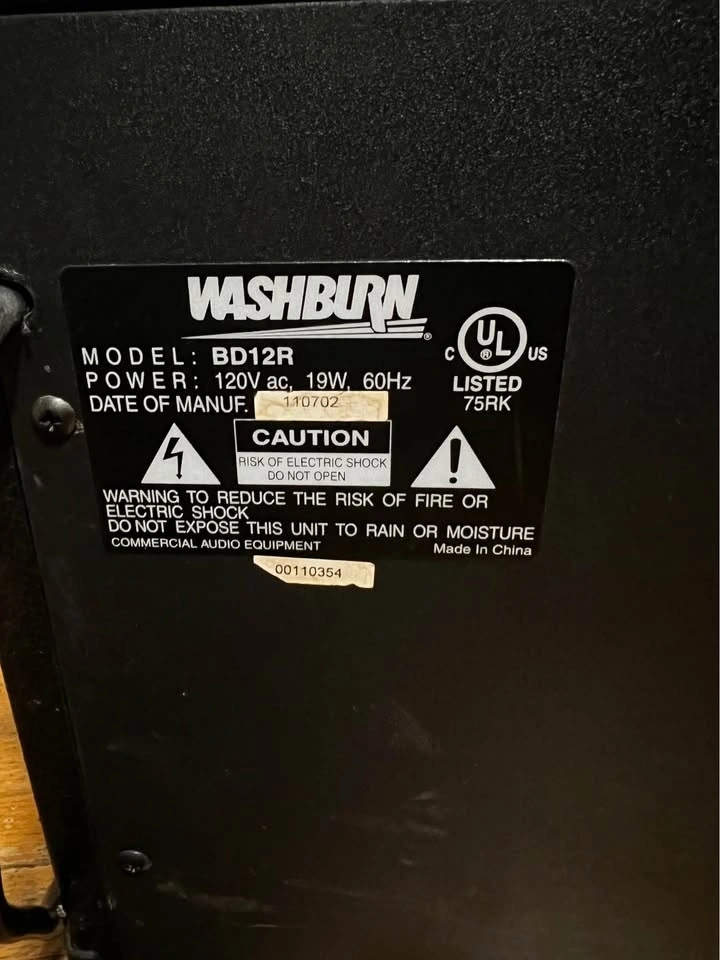 WASHBURN
®
MODEL: BD12R
POWER: 120V ac, 19W, 60Hz
DATE OF MANUF. 110702
C UL ® US
LISTED
75RK
CAUTION
RISK OF ELECTRIC SHOCK
DO NOT OPEN
WARNING TO REDUCE THE RISK OF FIRE OR
ELECTRIC SHOCK
DO NOT EXPOSE THIS UNIT TO RAIN OR MOISTURE
COMMERCIAL AUDIO EQUIPMENT Made In China
00110354